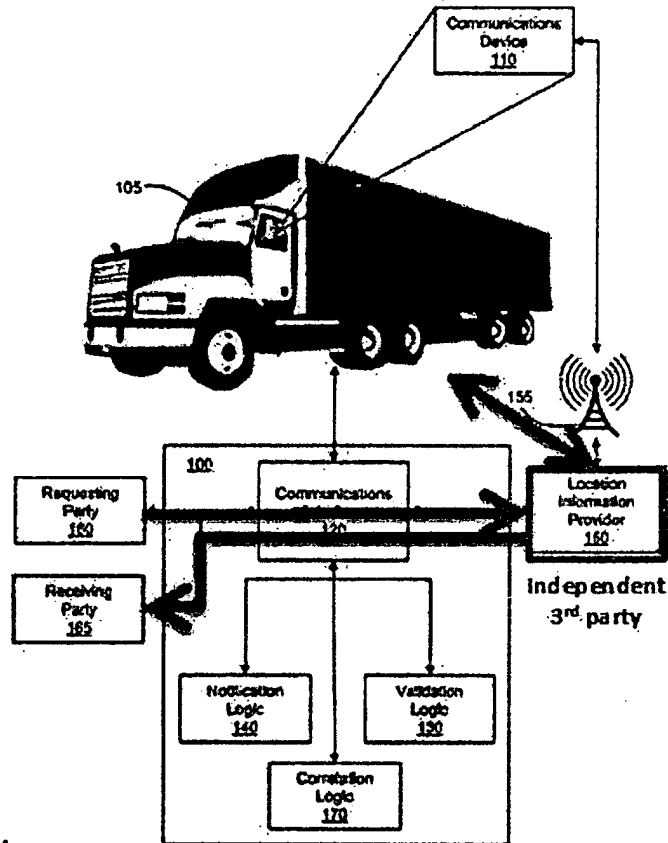 Communications
Device
110
105
155
100
Requesting
Party
160
Communications
120
Location
Information
Provider
150
Receiving
Party
165
Independent
3rd party
Notification
Logic
140
Validation
Logic
130
Correlation
Logic
170